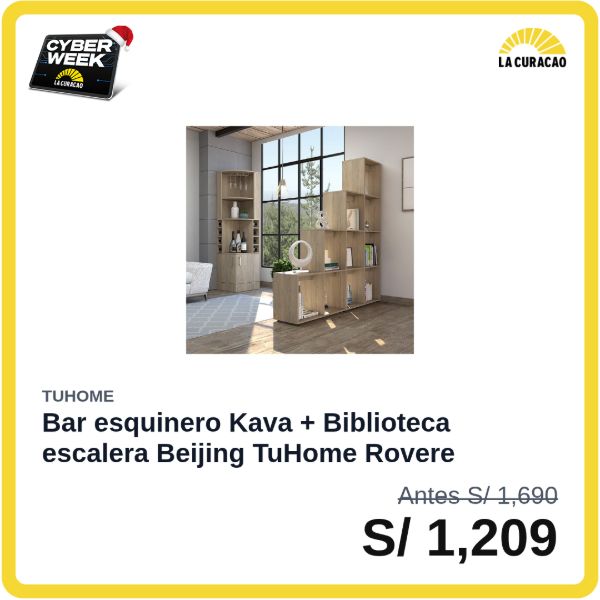 CYBER
WEEK
LA CURACAO
LA CURACAO
TUHOME
Bar esquinero Kava + Biblioteca
escalera Beijing TuHome Rovere
Antes S/ 1,690
S/ 1,209